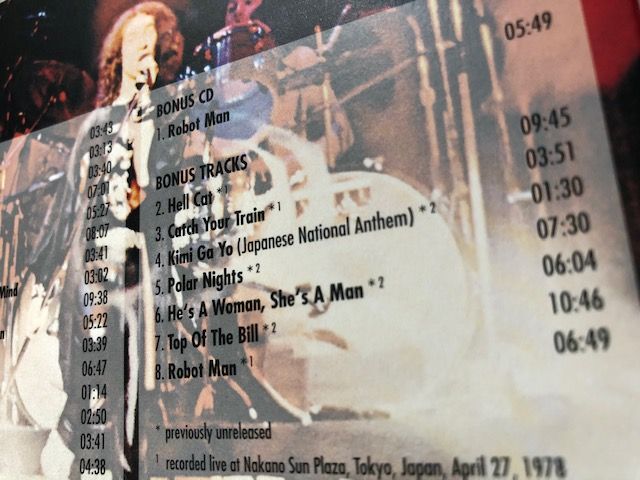 03:43
03:13
03:40
07:01
05:27
08:07
03:41
Mind 03:02
09:38
05:22
03:39
06:47
01:14
02:50
03:41
04:38
BONUS CD
1. Robot Man 05:49
BONUS TRACKS
2. Hell Cat *1 09:45
3. Catch Your Train *1 03:51
4. Kimi Ga Yo (Japanese National Anthem) *2 01:30
5. Polar Nights *2 07:30
6. He's A Woman, She's A Man *2 06:04
7. Top Of The Bill *2 10:46
8. Robot Man *1 06:49
* previously unreleased
1 recorded live at Nakano Sun Plaza, Tokyo, Japan, April 27, 1978